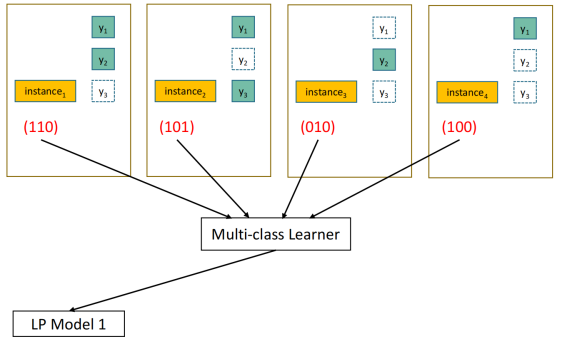 y1
y2
instance1 y3
(110)
y1
y2
instance2 y3
(101)
y1
y2
instance3 y3
(010)
y1
y2
instance4 y3
(100)
Multi-class Learner
LP Model 1